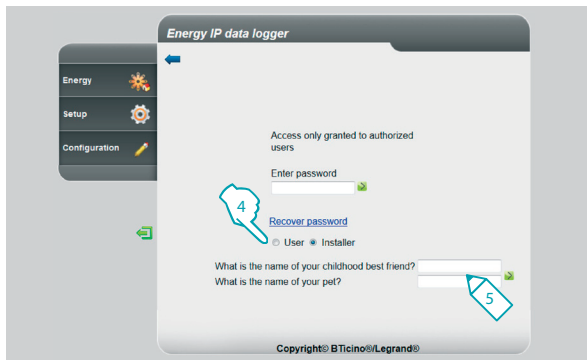 Energy IP data logger
Energy
Setup
Configuration
Access only granted to authorized
users
Enter password
4
Recover password
User Installer
What is the name of your childhood best friend?
What is the name of your pet?
5
Copyright© BTicino®/Legrand®